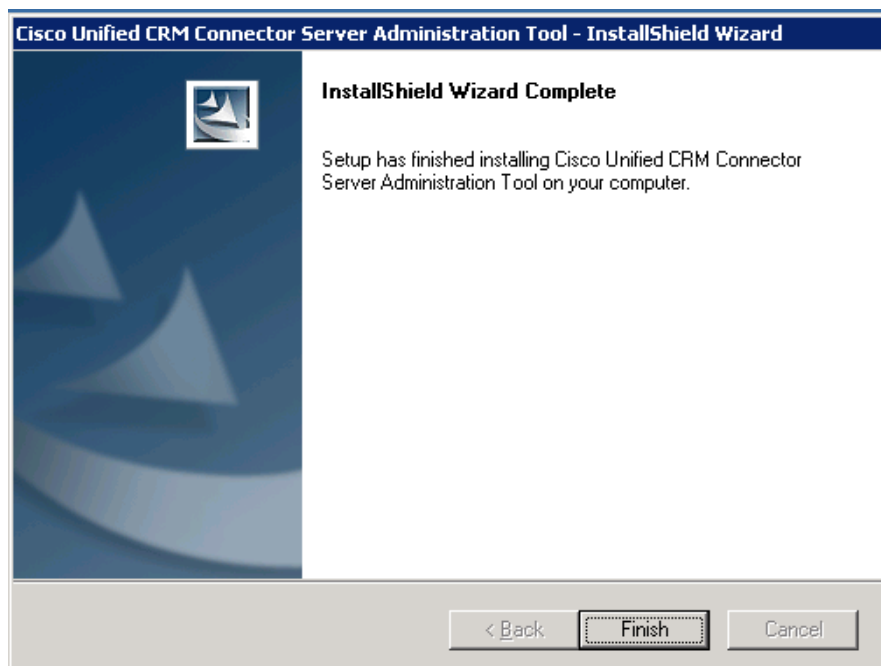 Cisco Unified CRM Connector Server Administration Tool - InstallShield Wizard
InstallShield Wizard Complete
Setup has finished installing Cisco Unified CRM Connector
Server Administration Tool on your computer.
< Back
Finish
Cancel